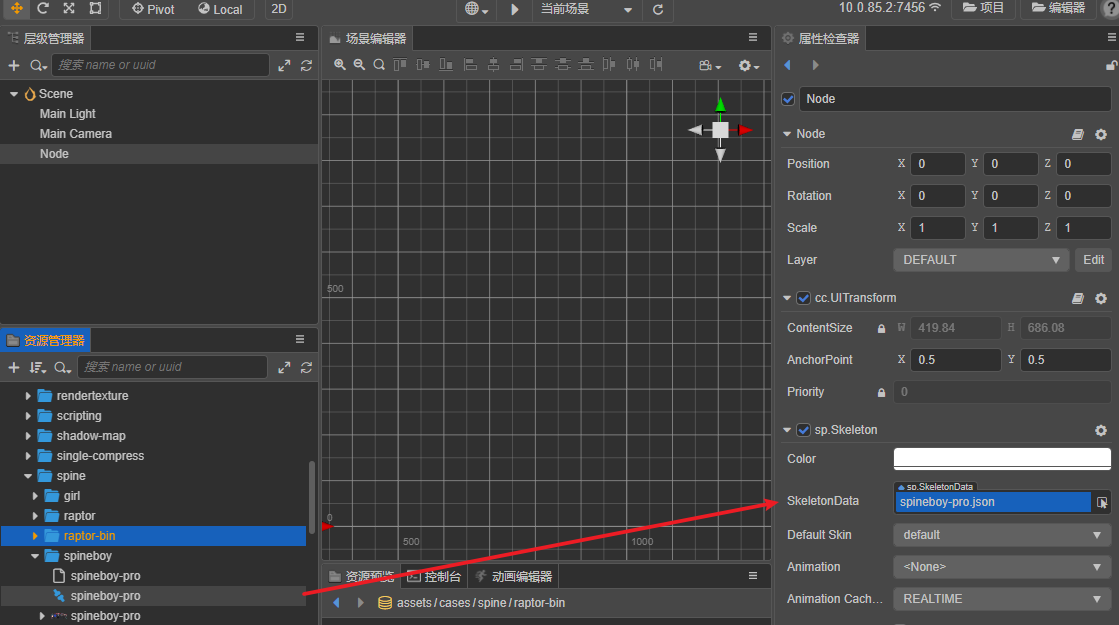 Pivot
Local
2D
当前场景
10.0.85.2:7456
项目
编辑器
?
层级管理器
搜索 name or uuid
Scene
Main Light
Main Camera
Node
资源管理器
搜索 name or uuid
rendertexture
scripting
shadow-map
single-compress
spine
girl
raptor
raptor-bin
spineboy
spineboy-pro
spineboy-pro
spineboy-pro
场景编辑器
500
0
500
1000
资源预览
控制台
动画编辑器
assets / cases / spine / raptor-bin
属性检查器
Node
Node
Position X 0 Y 0 Z 0
Rotation X 0 Y 0 Z 0
Scale X 1 Y 1 Z 1
Layer DEFAULT Edit
cc.UITransform
ContentSize W 419.84 H 686.08
AnchorPoint X 0.5 Y 0.5
Priority 0
sp.Skeleton
Color
sp.SkeletonData
SkeletonData spineboy-pro.json
Default Skin default
Animation <None>
Animation Cach... REALTIME